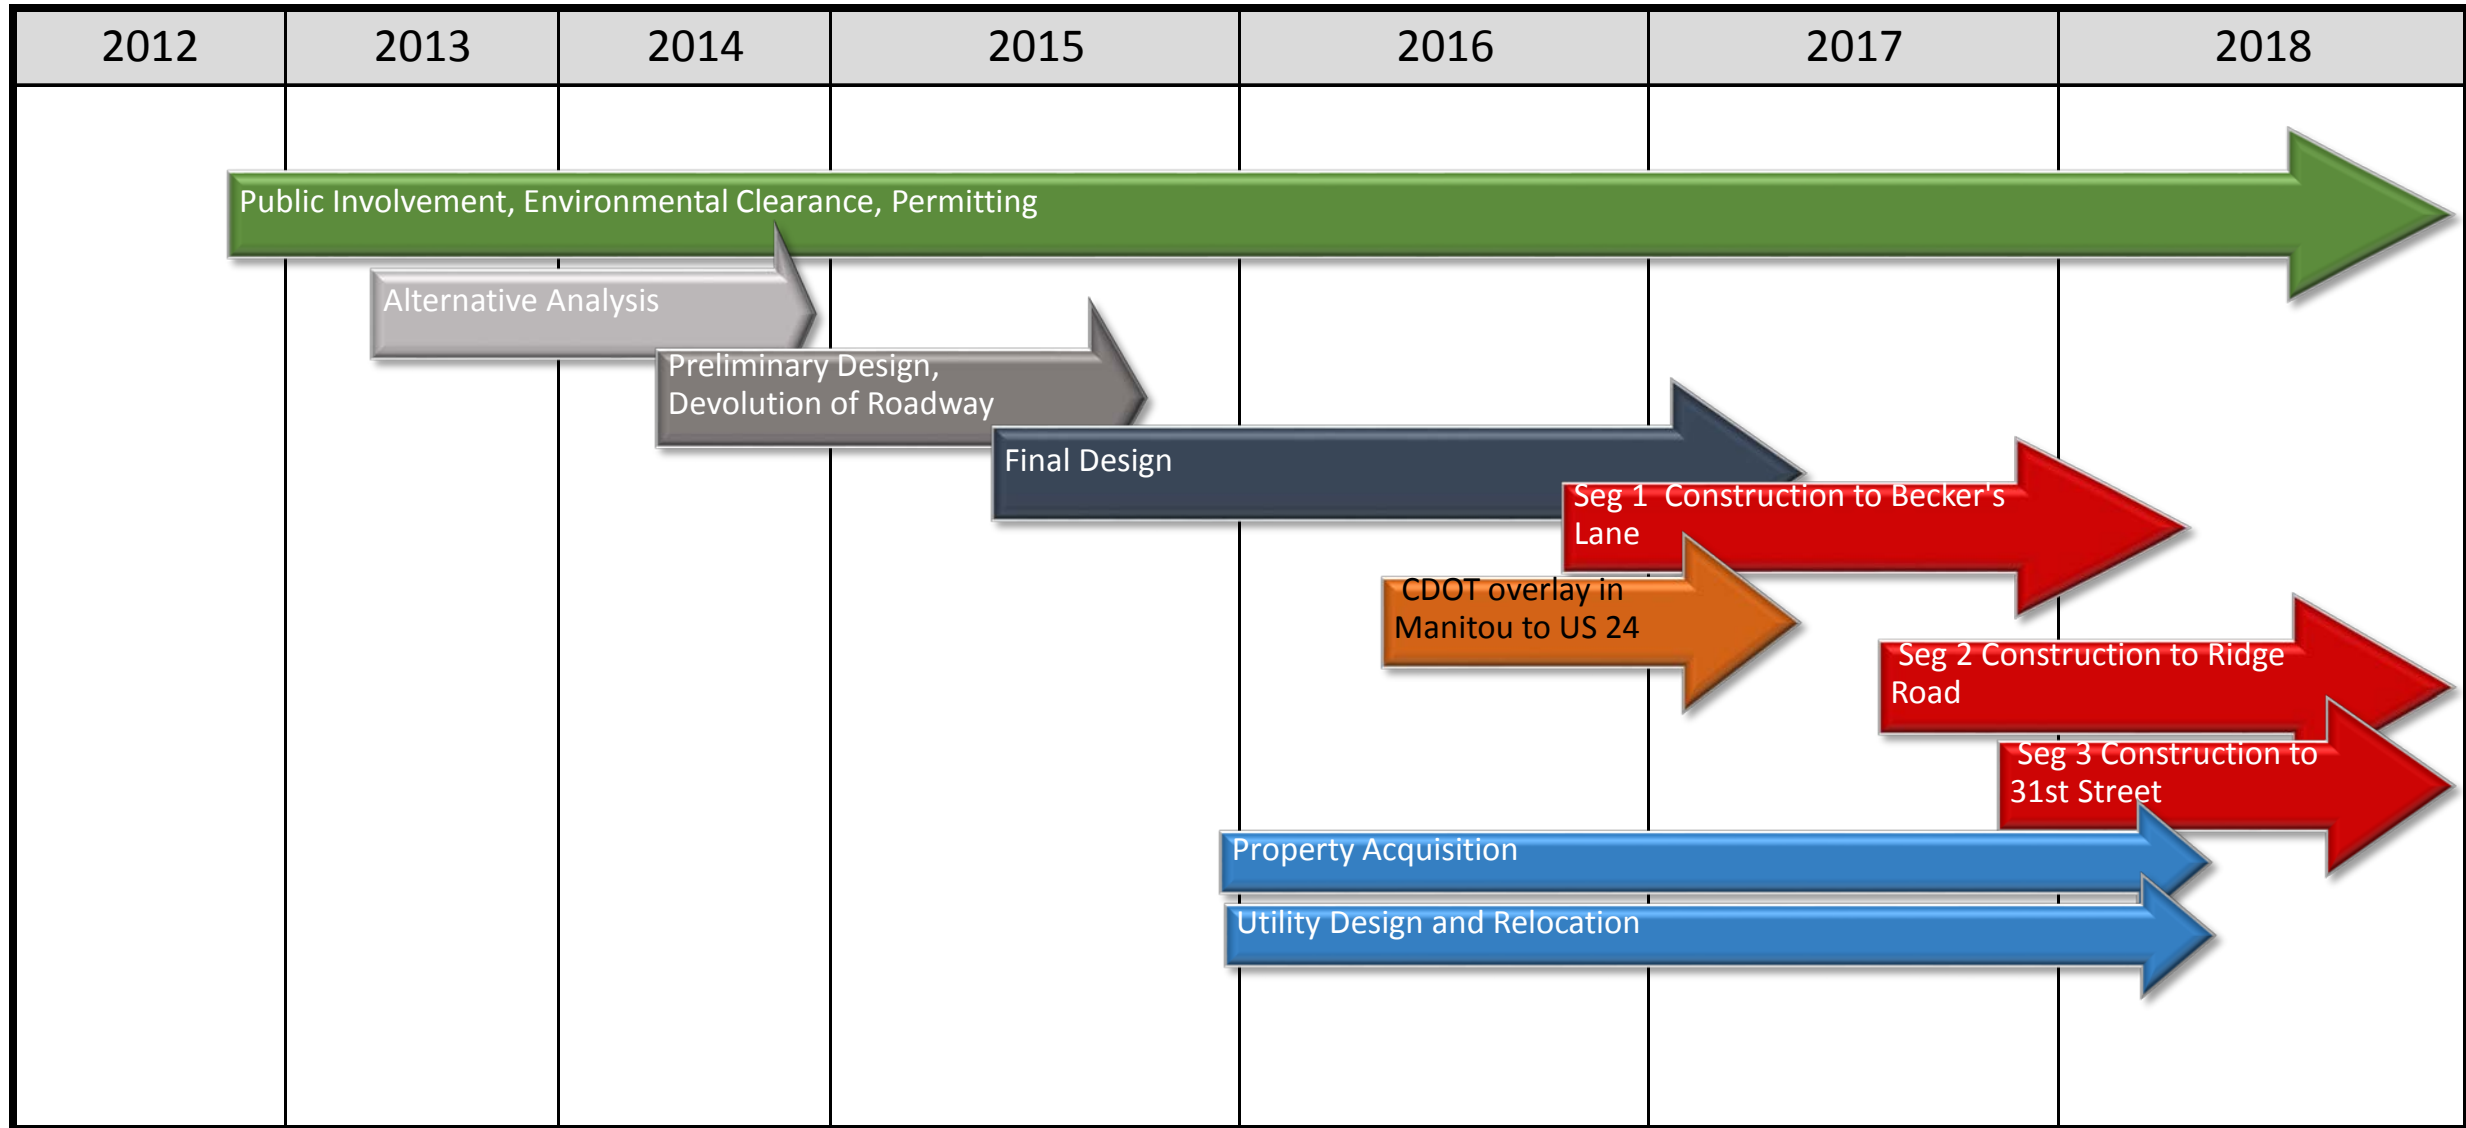 2012 2013 2014 2015 2016 2017 2018
Public Involvement, Environmental Clearance, Permitting
Alternative Analysis
Preliminary Design,
Devolution of Roadway
Final Design
Seg 1  Construction to Becker's
Lane
CDOT overlay in
Manitou to US 24
Seg 2 Construction to Ridge
Road
Seg 3 Construction to
31st Street
Property Acquisition
Utility Design and Relocation